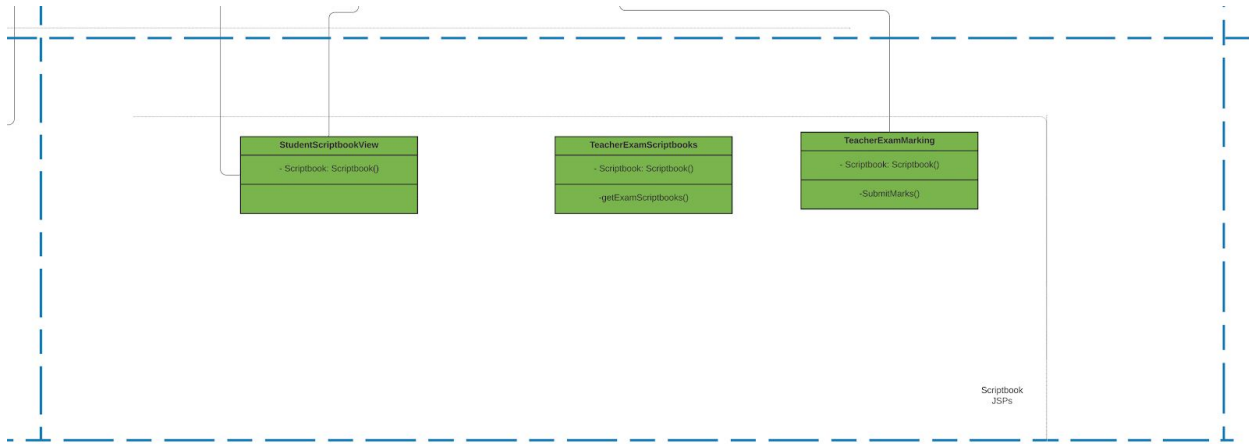 StudentScriptbookView
- Scriptbook: Scriptbook()
TeacherExamScriptbooks
- Scriptbook: Scriptbook()
-getExamScriptbooks()
TeacherExamMarking
- Scriptbook: Scriptbook()
-SubmitMarks()
Scriptbook
JSPs